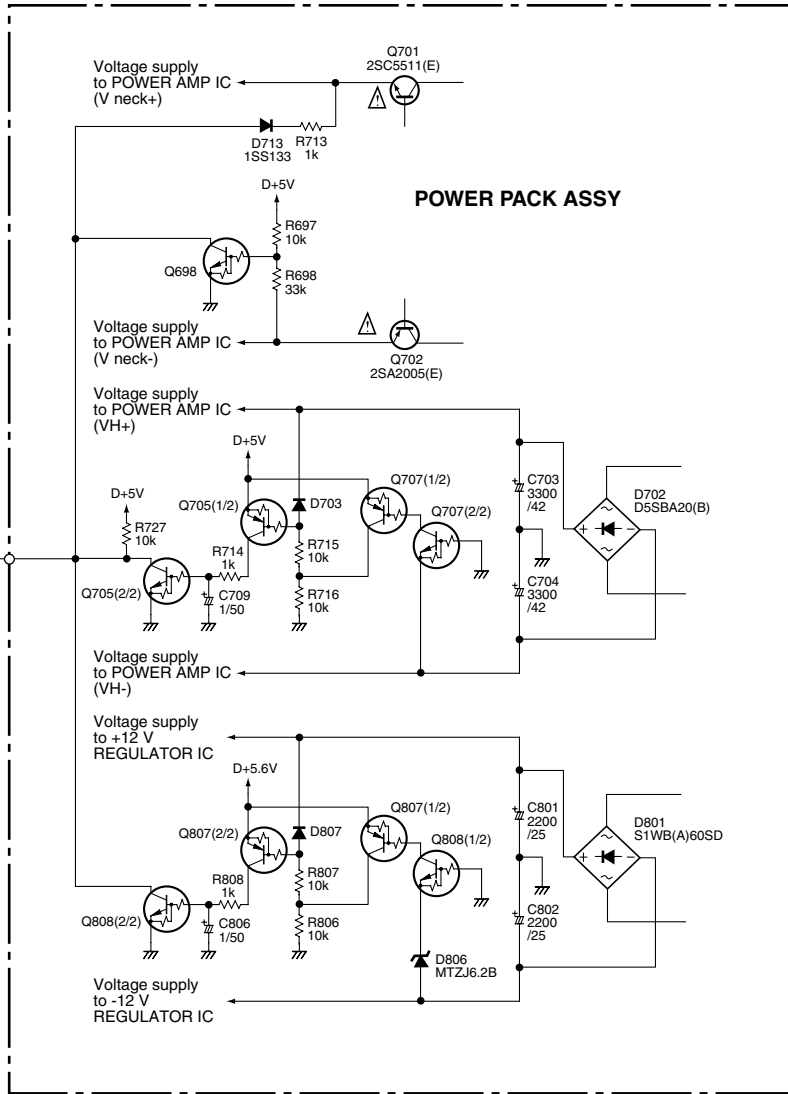 Q701
2SC5511(E)
Voltage supply
to POWER AMP IC
(V neck+)
D713
1SS133
R713
1k
D+5V
POWER PACK ASSY
R697
10k
Q698
R698
33k
Voltage supply
to POWER AMP IC
(V neck-)
Q702
2SA2005(E)
Voltage supply
to POWER AMP IC
(VH+)
D+5V
Q707(1/2)
D+5V
Q705(1/2)
D703
Q707(2/2)
C703
3300
/42
D702
D5SBA20(B)
R727
10k
R714
1k
R715
10k
Q705(2/2)
C709
1/50
R716
10k
C704
3300
/42
Voltage supply
to POWER AMP IC
(VH-)
Voltage supply
to +12 V
REGULATOR IC
D+5.6V
Q807(1/2)
Q807(2/2)
D807
Q808(1/2)
C801
2200
/25
D801
S1WB(A)60SD
R808
1k
R807
10k
Q808(2/2)
C806
1/50
R806
10k
C802
2200
/25
D806
MTZJ6.2B
Voltage supply
to -12 V
REGULATOR IC